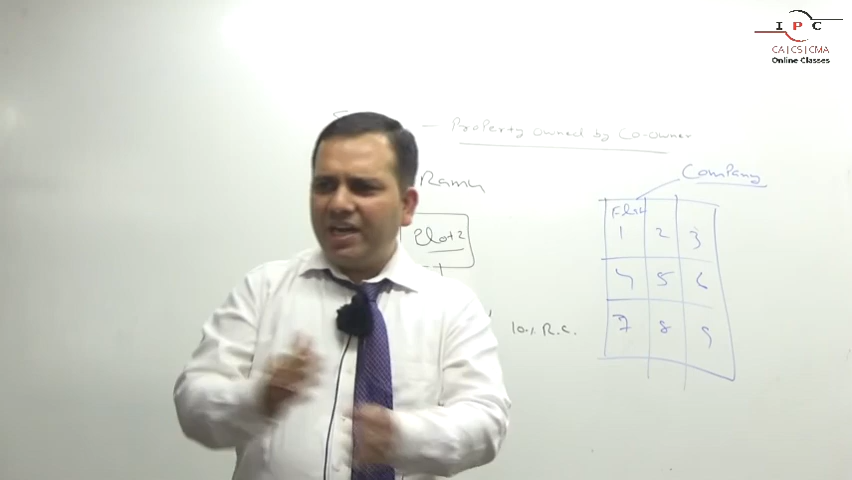 I P C
CA|CS|CMA
Online Classes
— Property owned by Co-owner
Ramu
Company
Plot 2
Flat
1 2 3
4 5 6
7 8 9
10% R.C.